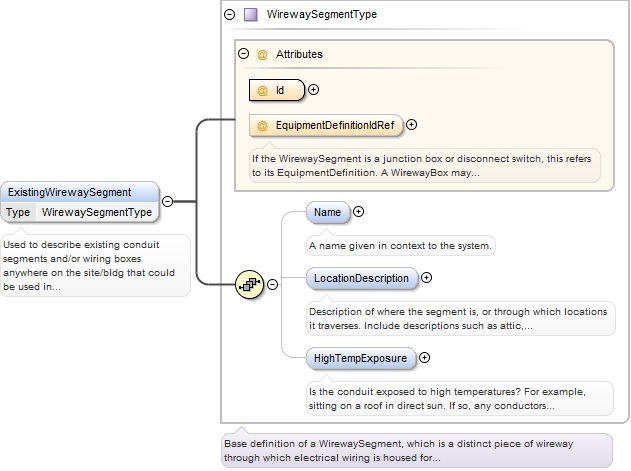 WirewaySegmentType
@ Attributes
@ Id
@ EquipmentDefinitionIdRef
If the WirewaySegment is a junction box or disconnect switch, this refers
to its EquipmentDefinition. A WirewayBox may...
ExistingWirewaySegment
Type WirewaySegmentType
Used to describe existing conduit
segments and/or wiring boxes
anywhere on the site/bldg that could
be used in...
Name
A name given in context to the system.
LocationDescription
Description of where the segment is, or through which locations
it traverses. Include descriptions such as attic,...
HighTempExposure
Is the conduit exposed to high temperatures? For example,
sitting on a roof in direct sun. If so, any conductors...
Base definition of a WirewaySegment, which is a distinct piece of wireway
through which electrical wiring is housed for...